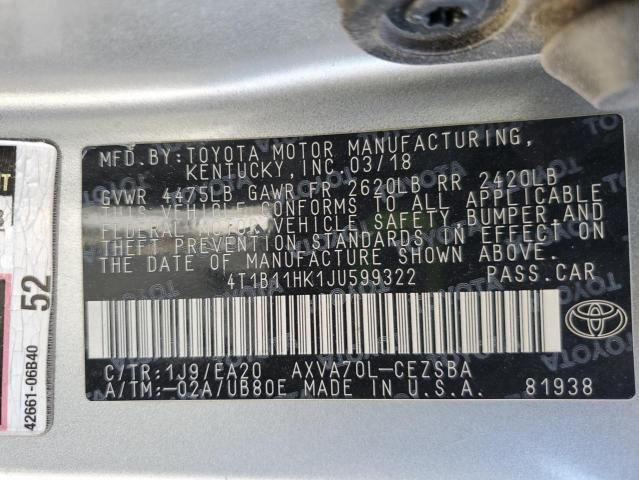 MFD.BY:TOYOTA MOTOR MANUFACTURING,
KENTUCKY, INC. 03/18
GVWR 4475LB GAWR FR 2620LB RR 2420LB
THIS VEHICLE CONFORMS TO ALL APPLICABLE
FEDERAL MOTOR VEHICLE SAFETY, BUMPER, AND
THEFT PREVENTION STANDARDS IN EFFECT ON
THE DATE OF MANUFACTURE SHOWN ABOVE.
4T1B11HK1JU599322 PASS.CAR
C/TR:1J9/EA20 AXVA70L-CEZSBA
A/TM:-02A/UB80E MADE IN U.S.A. 81938
TOYOTA
52
42661-06B40